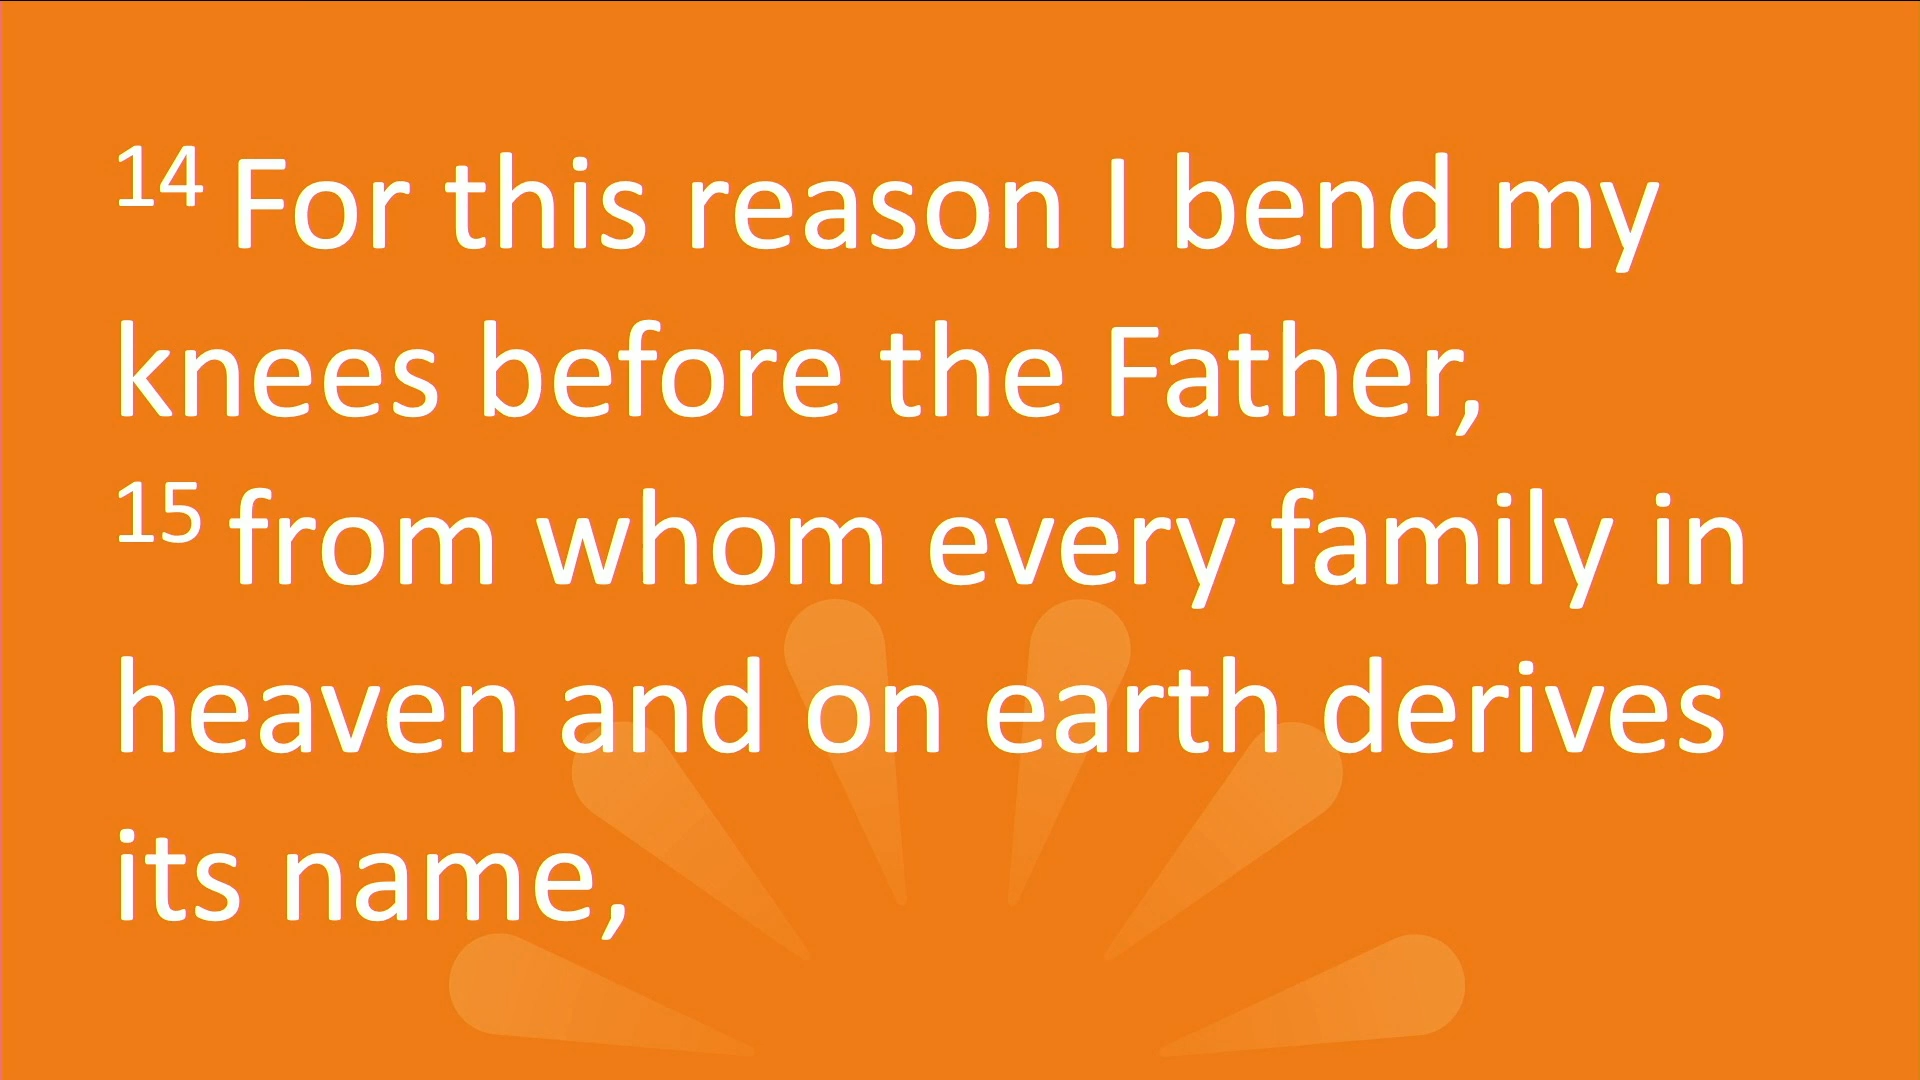 14 For this reason I bend my
knees before the Father,
15 from whom every family in
heaven and on earth derives
its name,